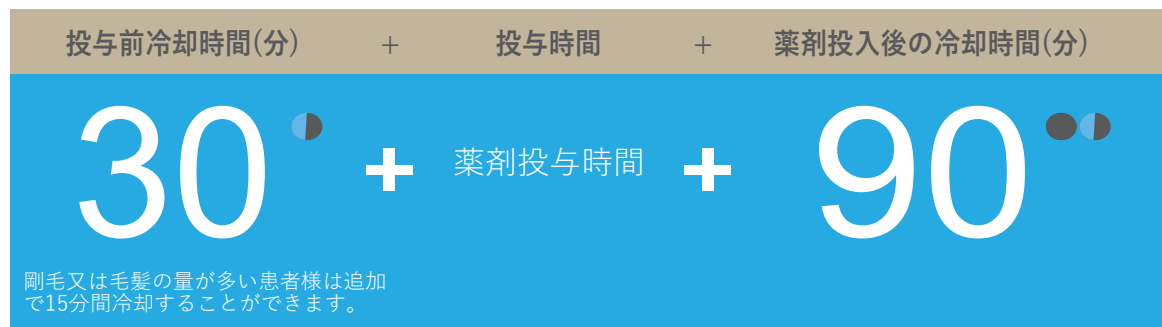 投与前冷却時間(分) + 投与時間 + 薬剤投入後の冷却時間(分)
30 + 薬剤投与時間 + 90
剛毛又は毛髪の量が多い患者様は追加
で15分間冷却することができます。